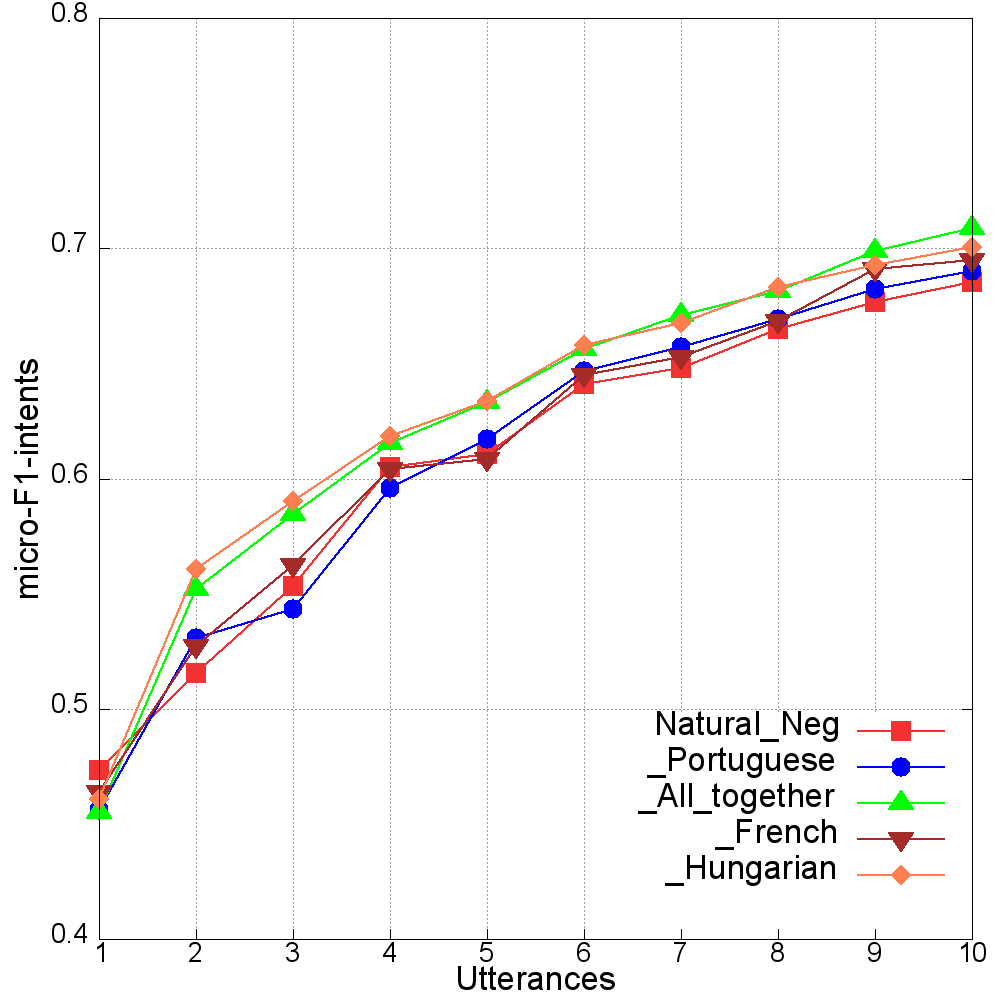 0.8
0.7
0.6
0.5
0.4
micro-F1-intents
Natural_Neg
_Portuguese
_All_together
_French
_Hungarian
1 2 3 4 5 6 7 8 9 10
Utterances